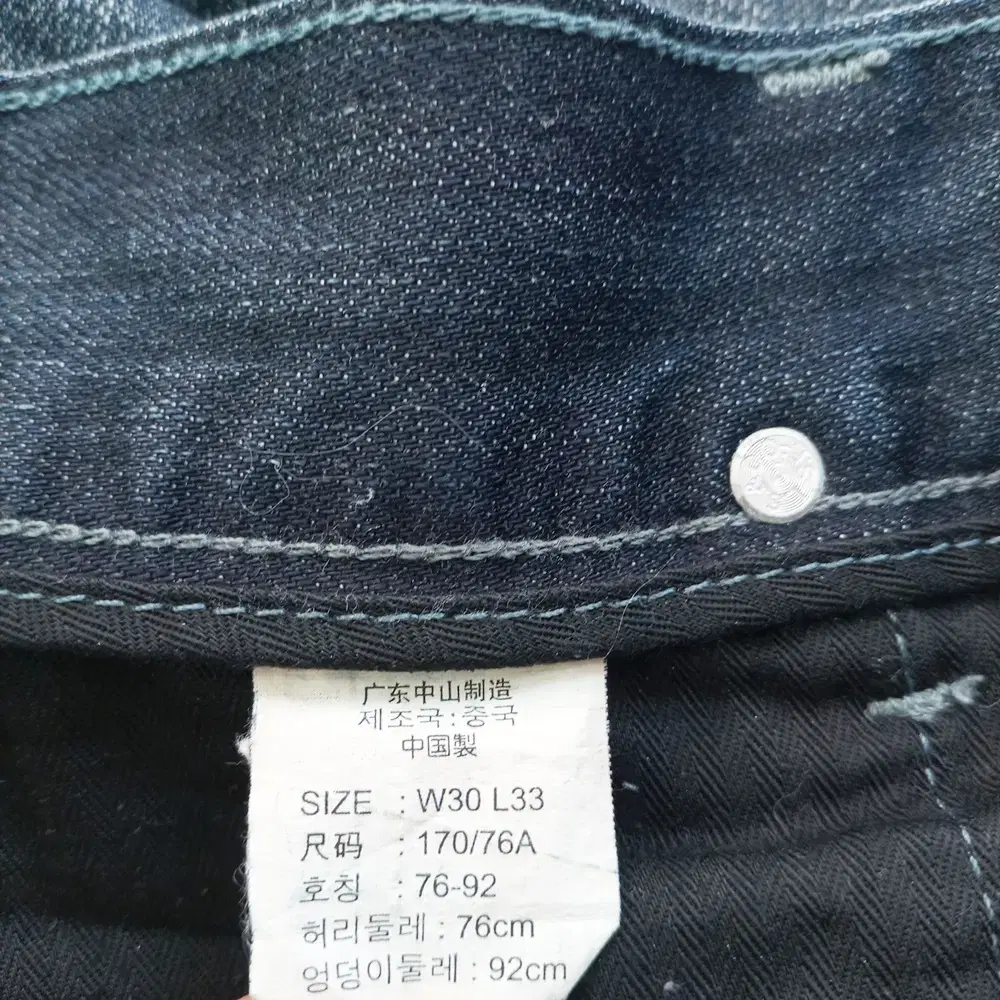 广东中山制造
제조국:중국
中国製
SIZE : W30 L33
尺码 : 170/76A
호칭 : 76-92
허리둘레 : 76cm
엉덩이둘레 : 92cm